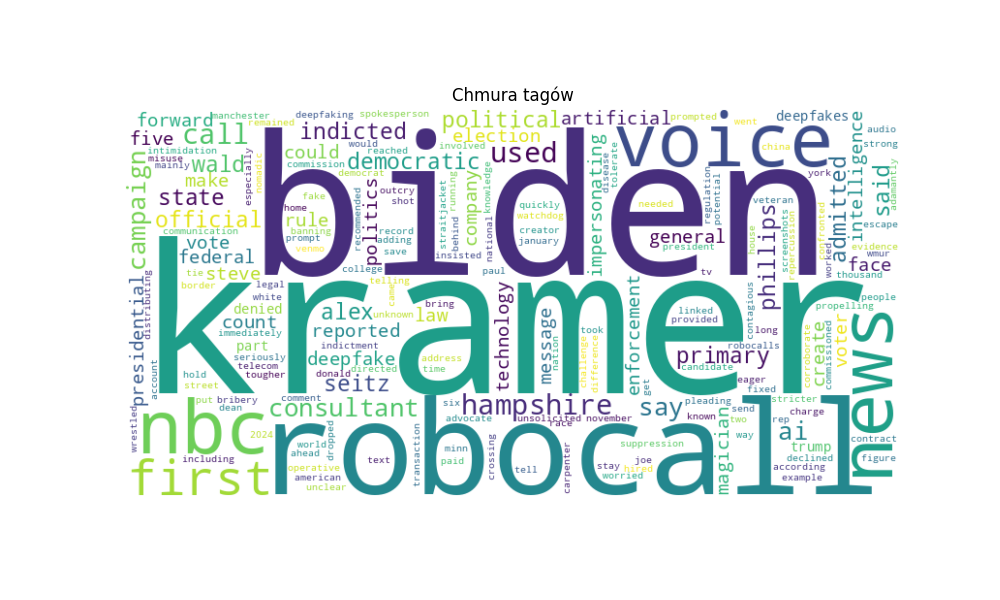 Chmura tagów
forward
manchester
deepfaking
spokesperson
political
artificial
prompted
went
deepfakes
five
call
remained
indicted
would
reached
involved
election
voice
china
audio
strong
intimidation
misuse
mainly
wald
could
commission
democratic
democrat
used
company
running
knowledge
impersonating
disease
tolerate
regulation
potential
york
intelligence
admitted
said
adamantly
especially
nomadic
make
state
official
communication
fake
home
rule
banning
venmo
prompt
recommended
politics
outcry
shot
record
adding
save
straitjacket
behind
insisted
national
quickly
watchdog
creator
january
needed
general
president
veteran
house
phillips
screenshots
repercussion
confronted
worked
escape
wmur
evidence
face
biden
campaign
vote
federal
tie
steve
border
legal
white
college
telling
paul
tv
linked
provided
contagious
long
thousand
people
propelling
presidential
distributing
account
denied
count
immediately
part
seriously
telecom
tougher
hold
street
alex
reported
unknown
came
bring
law
indictment
deepfake
donald
directed
address
time
seitz
technology
message
nation
took
challenge
difference
enforcement
primary
candidate
get
robocalls
eager
fixed
corroborate
commissioned
create
voter
stricter
kramer
news
put
bribery
dean
wrestled
nbc
2024
including
first
consultant
comment
world
ahead
dropped
operative
american
unclear
text
transaction
six
advocate
minn
paid
hampshire
crossing
unsolicited
november
race
tell
carpenter
say
stay
joe
worried
hired
suppression
known
pleading
send
two
way
magician
rep
charge
ai
trump
declined
according
example
contract
figure
robocall